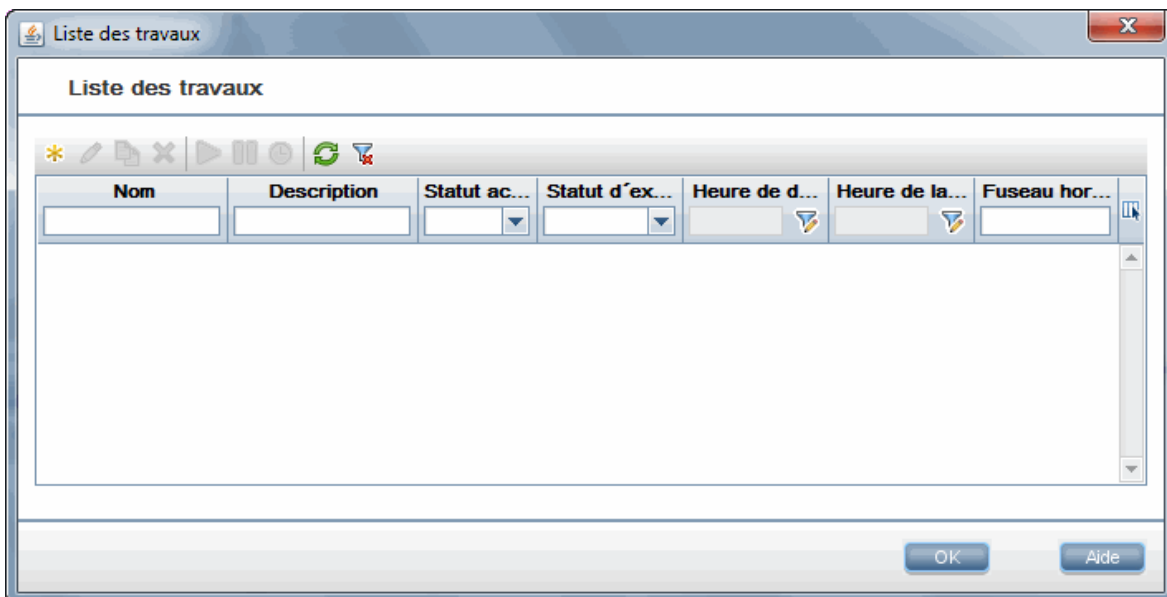 Liste des travaux
Liste des travaux
Nom Description Statut ac... Statut d´ex... Heure de d... Heure de la... Fuseau hor...
OK Aide